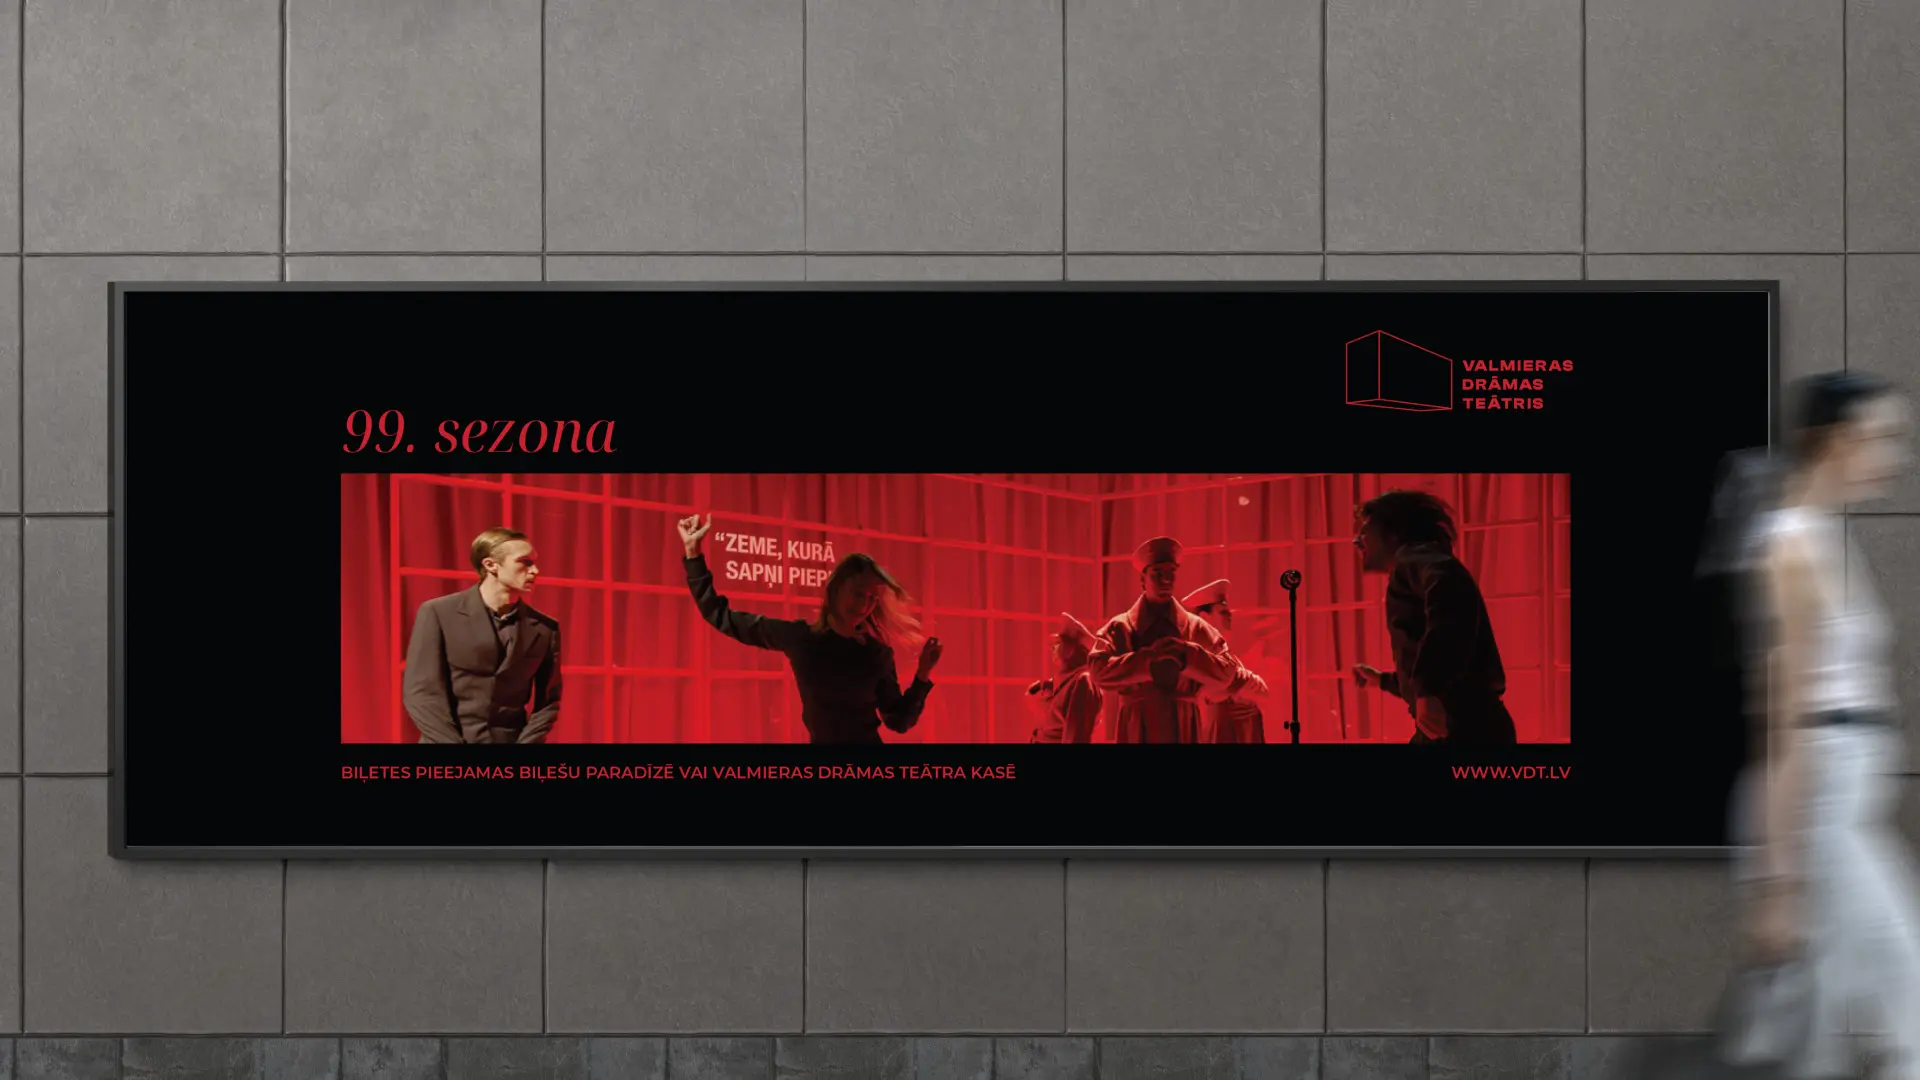 VALMIERAS
DRĀMAS
TEĀTRIS
99. sezona
“ZEME, KURĀ
SAPŅI
BIĻETES PIEEJAMAS BIĻEŠU PARADĪZĒ VAI VALMIERAS DRĀMAS TEĀTRA KASĒ
WWW.VDT.LV